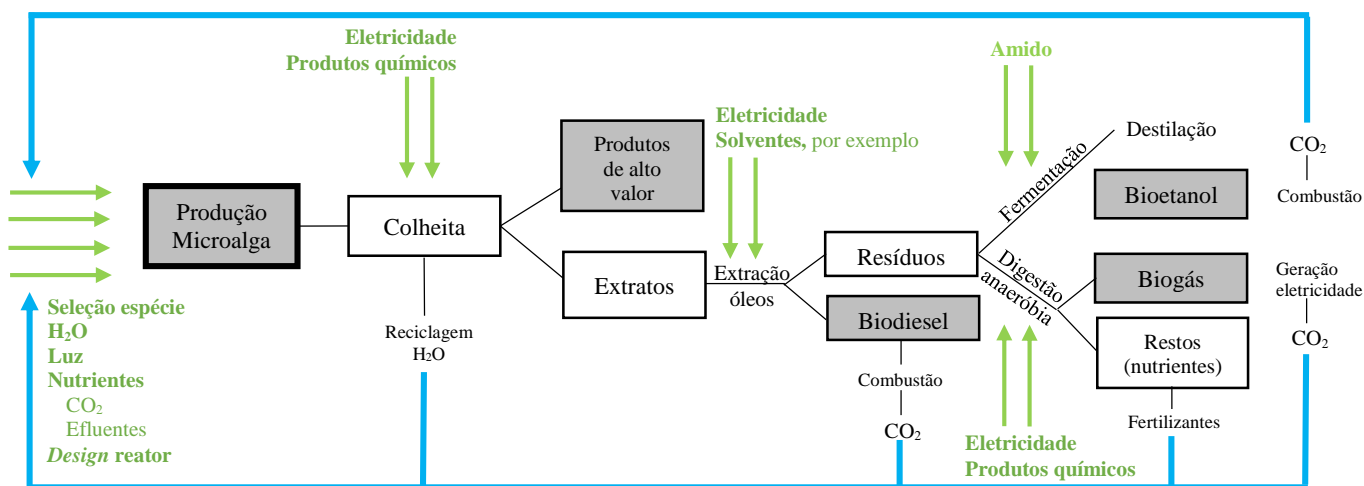 Eletricidade
Produtos químicos
Amido
Eletricidade
Solventes, por exemplo
Produtos
de alto
valor
Destilação
CO₂
Combustão
Fermentação
Bioetanol
Produção
Microalga
Colheita
Extratos
Extração
óleos
Resíduos
Biodiesel
Digestão
anaeróbia
Biogás
Geração
eletricidade
CO₂
Restos
(nutrientes)
Fertilizantes
Seleção espécie
H₂O
Luz
Nutrientes
CO₂
Efluentes
Design reator
Reciclagem
H₂O
Combustão
CO₂
Eletricidade
Produtos químicos